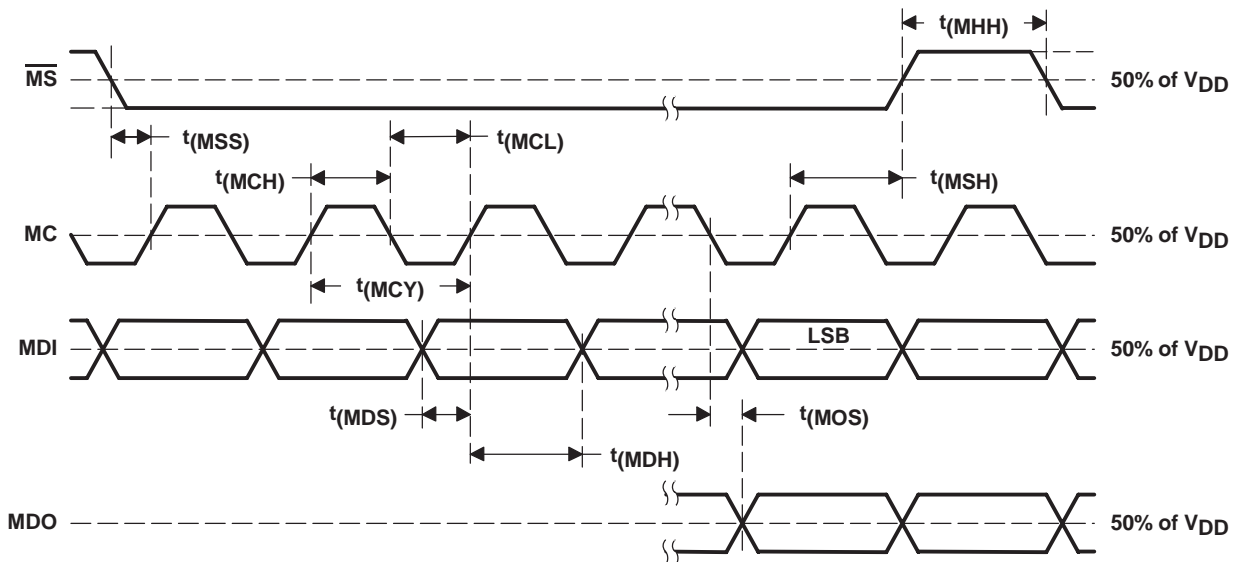 t(MHH)
MS 50% of VDD
t(MSS) t(MCL)
t(MCH) t(MSH)
MC 50% of VDD
t(MCY)
MDI LSB 50% of VDD
t(MDS) t(MOS)
t(MDH)
MDO 50% of VDD